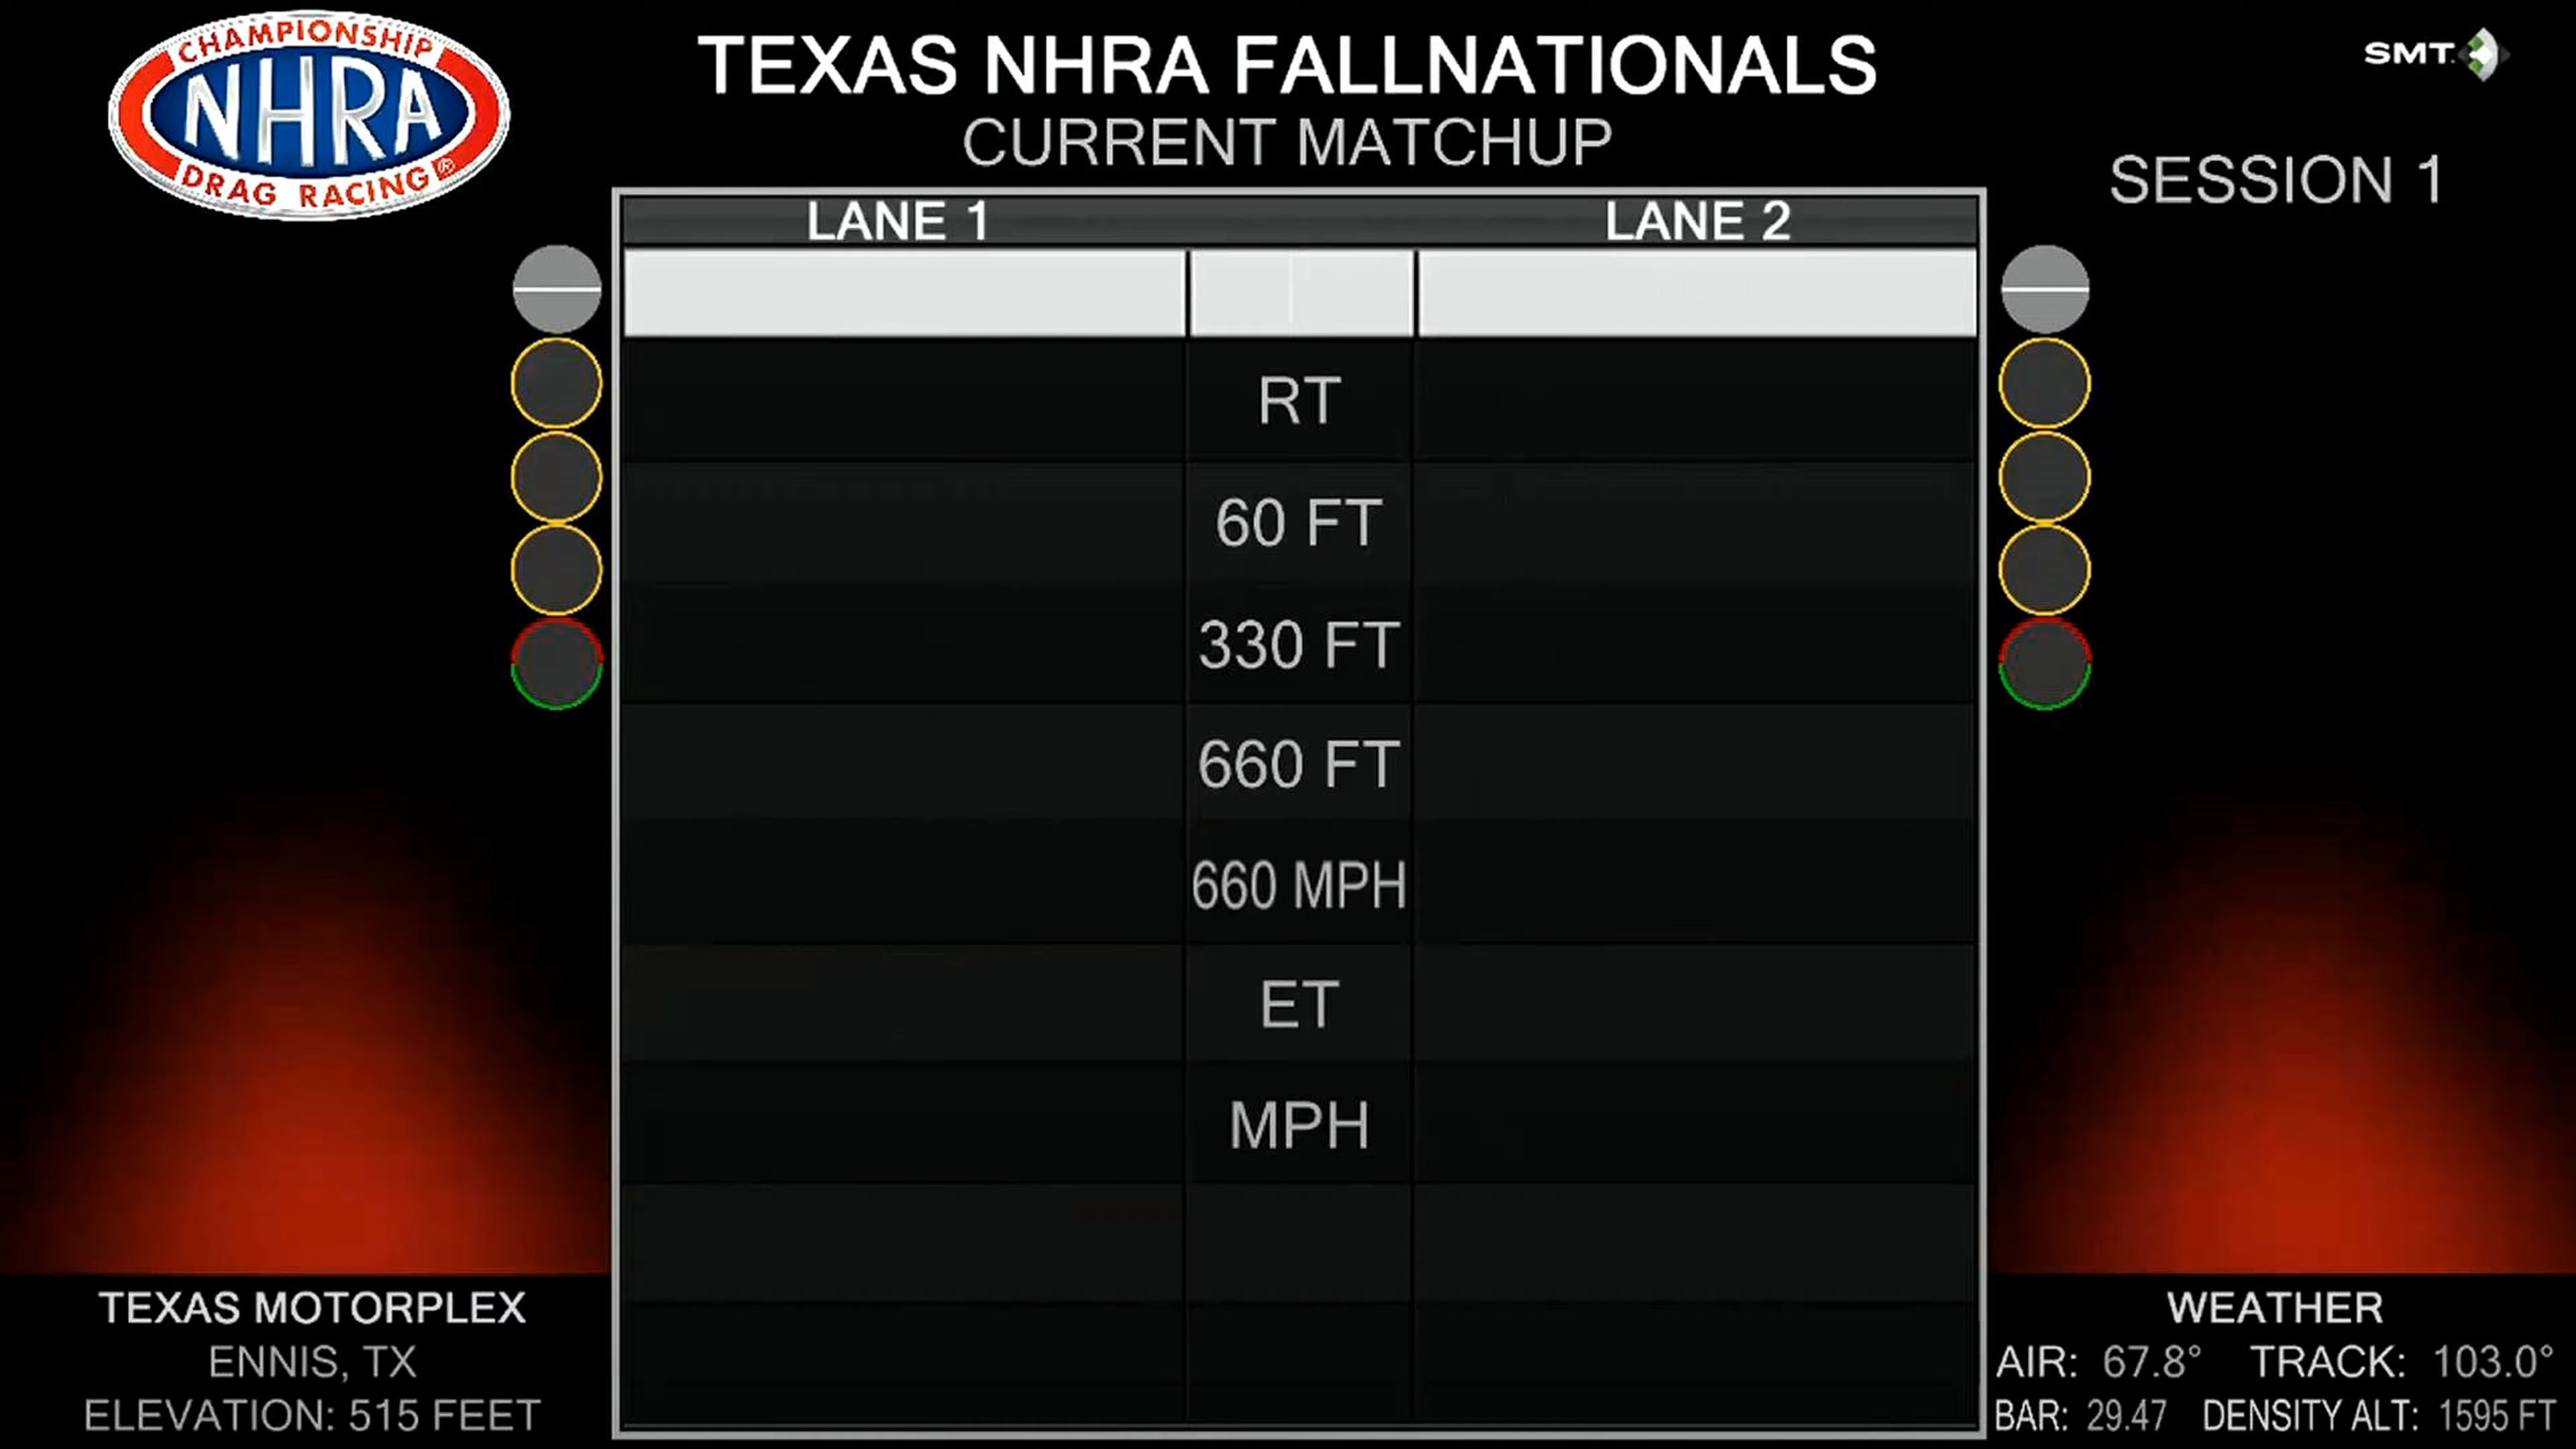 CHAMPIONSHIP
NHRA
DRAG RACING®
TEXAS NHRA FALLNATIONALS
CURRENT MATCHUP
SMT.
SESSION 1
LANE 1
LANE 2
RT
60 FT
330 FT
660 FT
660 MPH
ET
MPH
TEXAS MOTORPLEX
ENNIS, TX
ELEVATION: 515 FEET
WEATHER
AIR: 67.8° TRACK: 103.0°
BAR: 29.47 DENSITY ALT: 1595 FT